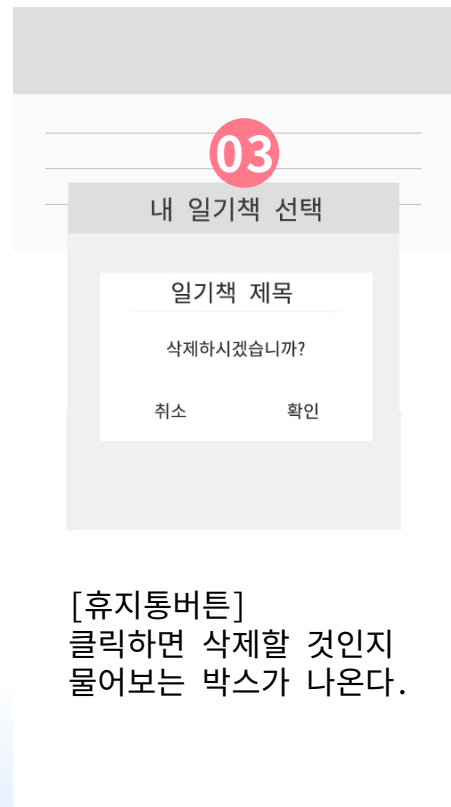 03
내 일기책 선택
일기책 제목
삭제하시겠습니까?
취소 확인
[휴지통버튼]
클릭하면 삭제할 것인지
물어보는 박스가 나온다.